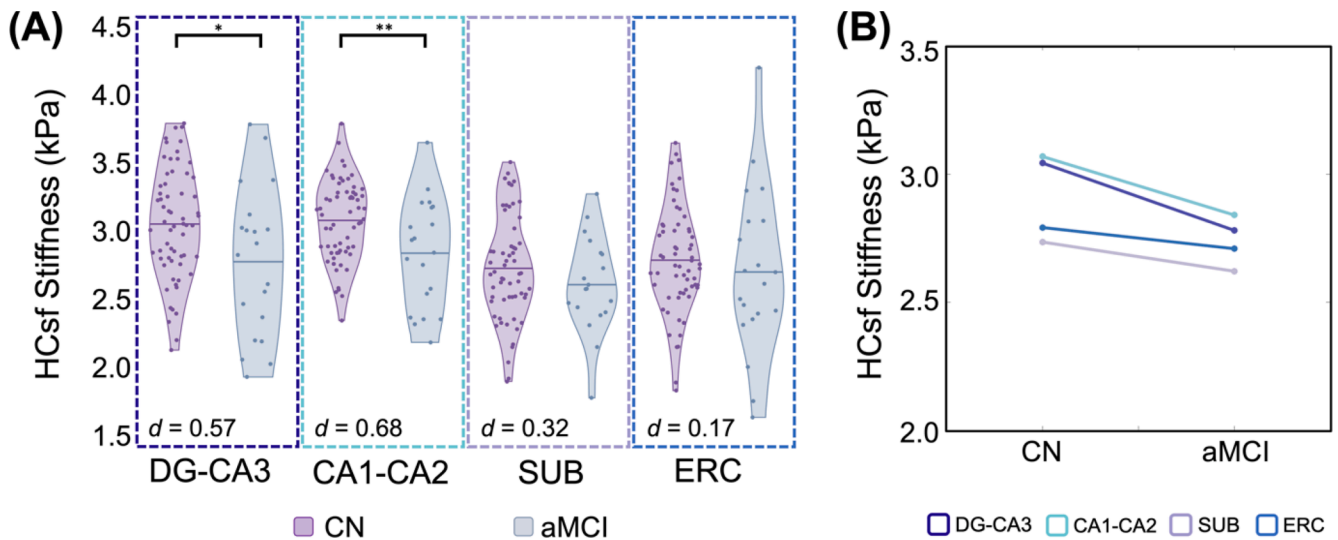 (A)
HCsf Stiffness (kPa)
4.5
4.0
3.5
3.0
2.5
2.0
1.5
*
**
d = 0.57
d = 0.68
d = 0.32
d = 0.17
DG-CA3
CA1-CA2
SUB
ERC
CN
aMCI
(B)
HCsf Stiffness (kPa)
3.5
3.0
2.5
2.0
CN
aMCI
DG-CA3
CA1-CA2
SUB
ERC